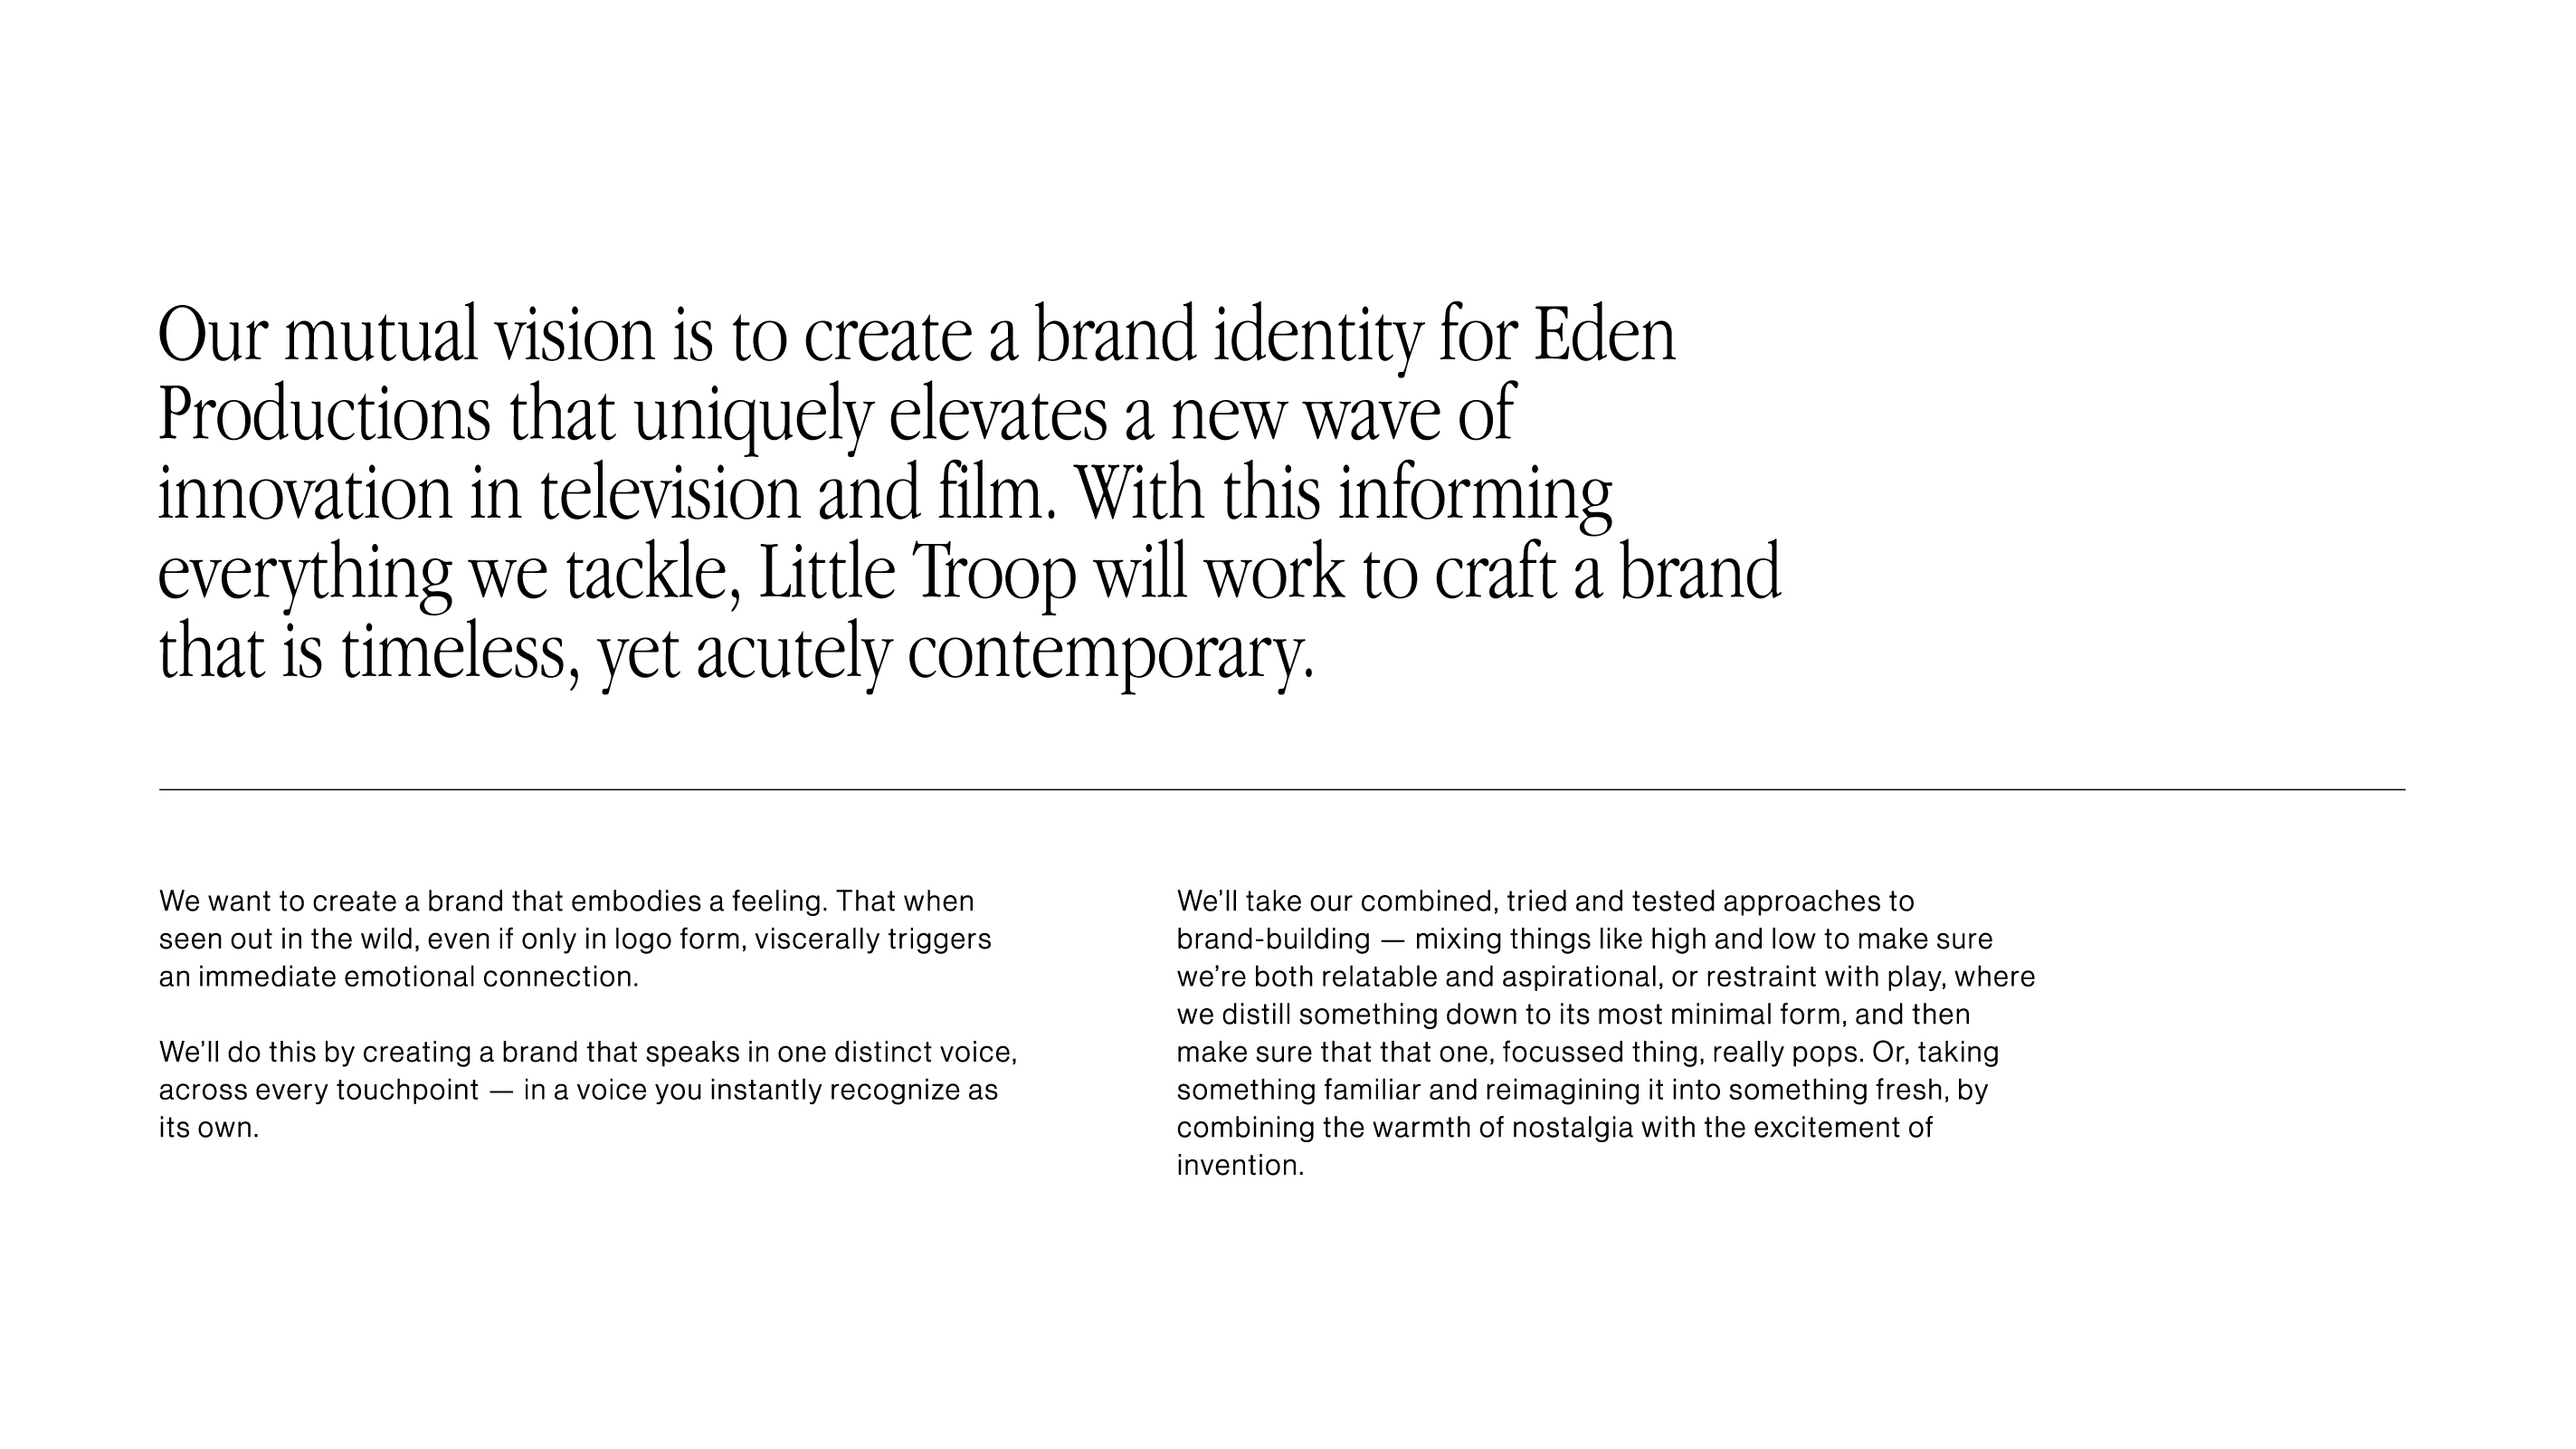 Our mutual vision is to create a brand identity for Eden
Productions that uniquely elevates a new wave of
innovation in television and film. With this informing
everything we tackle, Little Troop will work to craft a brand
that is timeless, yet acutely contemporary.
We want to create a brand that embodies a feeling. That when
seen out in the wild, even if only in logo form, viscerally triggers
an immediate emotional connection.
We’ll do this by creating a brand that speaks in one distinct voice,
across every touchpoint — in a voice you instantly recognize as
its own.
We’ll take our combined, tried and tested approaches to
brand-building — mixing things like high and low to make sure
we’re both relatable and aspirational, or restraint with play, where
we distill something down to its most minimal form, and then
make sure that that one, focussed thing, really pops. Or, taking
something familiar and reimagining it into something fresh, by
combining the warmth of nostalgia with the excitement of
invention.